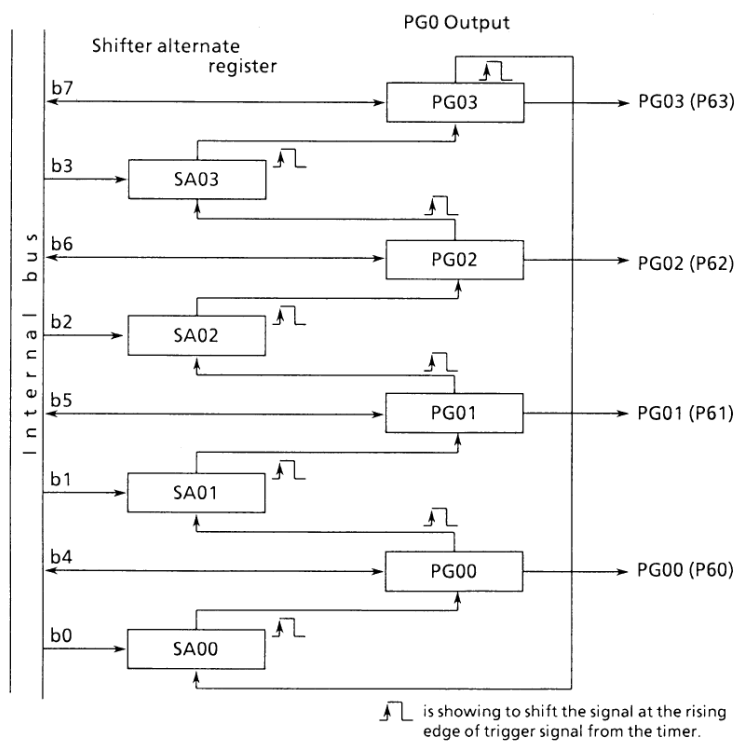 PG0 Output
Shifter alternate
register
b7
PG03
PG03 (P63)
b3
SA03
b6
PG02
PG02 (P62)
b2
SA02
Internal bus
b5
PG01
PG01 (P61)
b1
SA01
b4
PG00
PG00 (P60)
b0
SA00
is showing to shift the signal at the rising
edge of trigger signal from the timer.